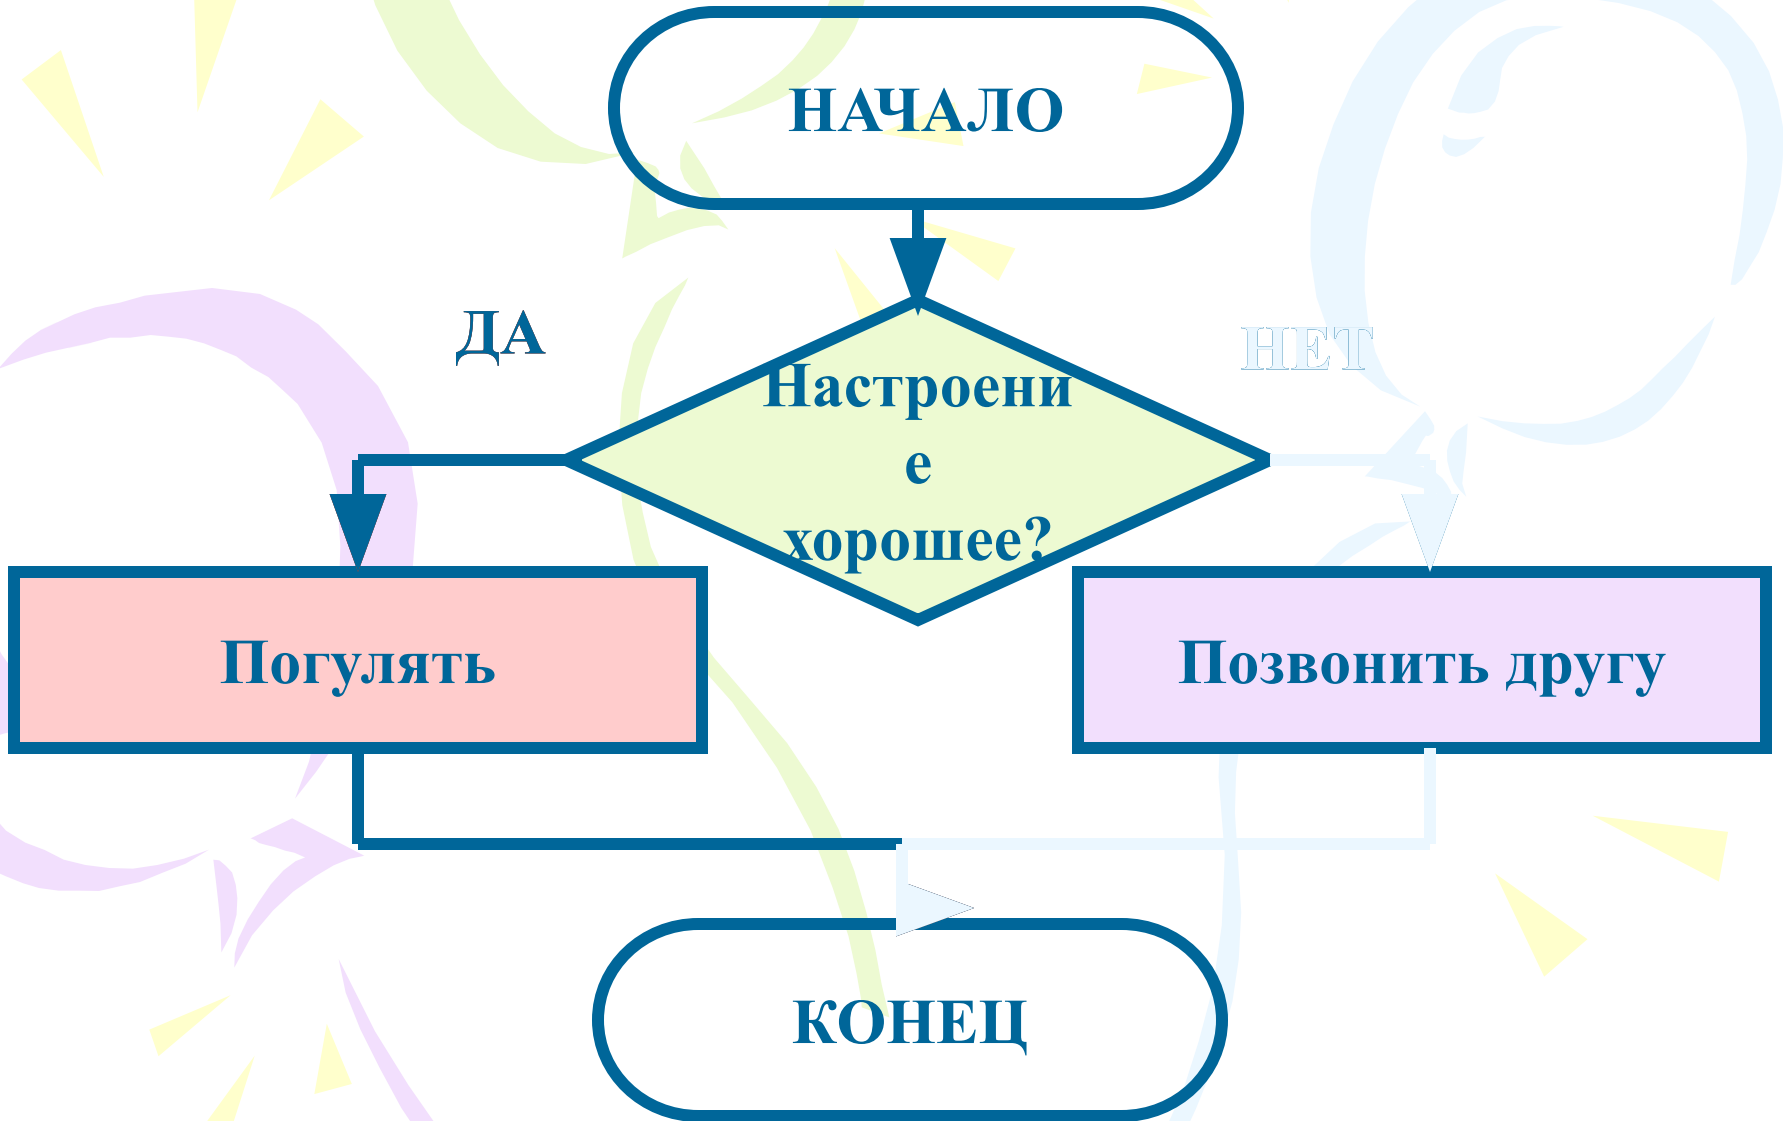 НАЧАЛО
ДА
НЕТ
Настроени
е
хорошее?
Погулять
Позвонить другу
КОНЕЦ